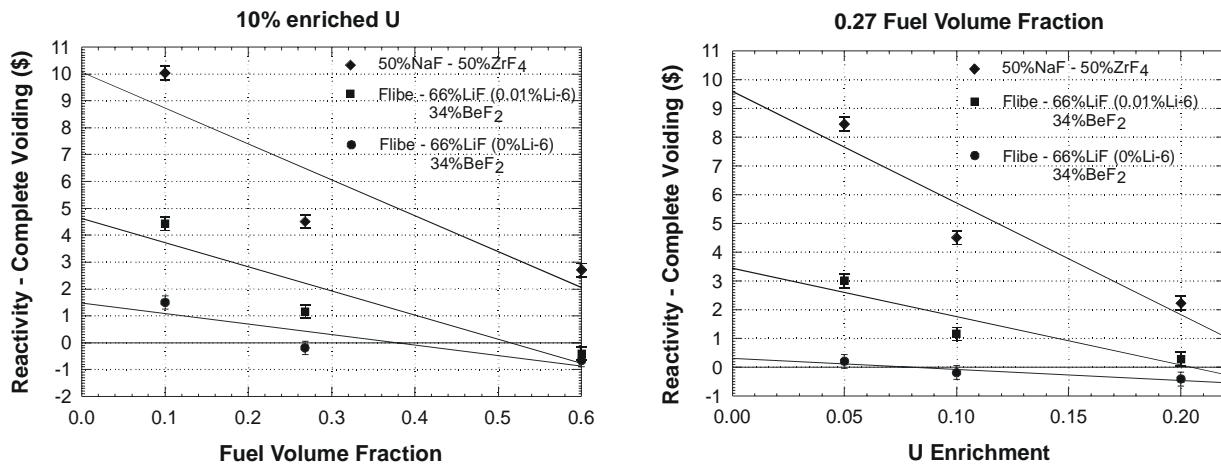 10% enriched U
Reactivity - Complete Voiding ($)
11
10
9
8
7
6
5
4
3
2
1
0
-1
-2
50%NaF - 50%ZrF4
Flibe - 66%LiF (0.01%Li-6)
34%BeF2
Flibe - 66%LiF (0%Li-6)
34%BeF2
0.0 0.1 0.2 0.3 0.4 0.5 0.6
Fuel Volume Fraction
0.27 Fuel Volume Fraction
Reactivity - Complete Voiding ($)
11
10
9
8
7
6
5
4
3
2
1
0
-1
50%NaF - 50%ZrF4
Flibe - 66%LiF (0.01%Li-6)
34%BeF2
Flibe - 66%LiF (0%Li-6)
34%BeF2
0.00 0.05 0.10 0.15 0.20
U Enrichment